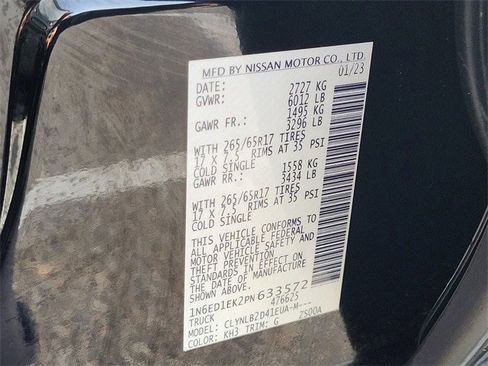 MFD BY NISSAN MOTOR CO., LTD.
DATE: 01/23
GVWR: 2727 KG
6012 LB
GAWR FR.: 1495 KG
3296 LB
WITH 265/65R17 TIRES
17 X 7.5 RIMS AT 35 PSI
COLD SINGLE
GAWR RR.: 1558 KG
3434 LB
WITH 265/65R17 TIRES
17 X 7.5 RIMS AT 35 PSI
COLD SINGLE
THIS VEHICLE CONFORMS TO
ALL APPLICABLE FEDERAL
MOTOR VEHICLE SAFETY AND
THEFT PREVENTION
STANDARDS IN EFFECT ON
THE DATE OF MANUFACTURE
SHOWN ABOVE.
1N6ED1EK2PN633572
TRUCK 476625
MODEL: CLYNLB2D41EUA-M---
COLOR: KH3 TRIM: G Z500A